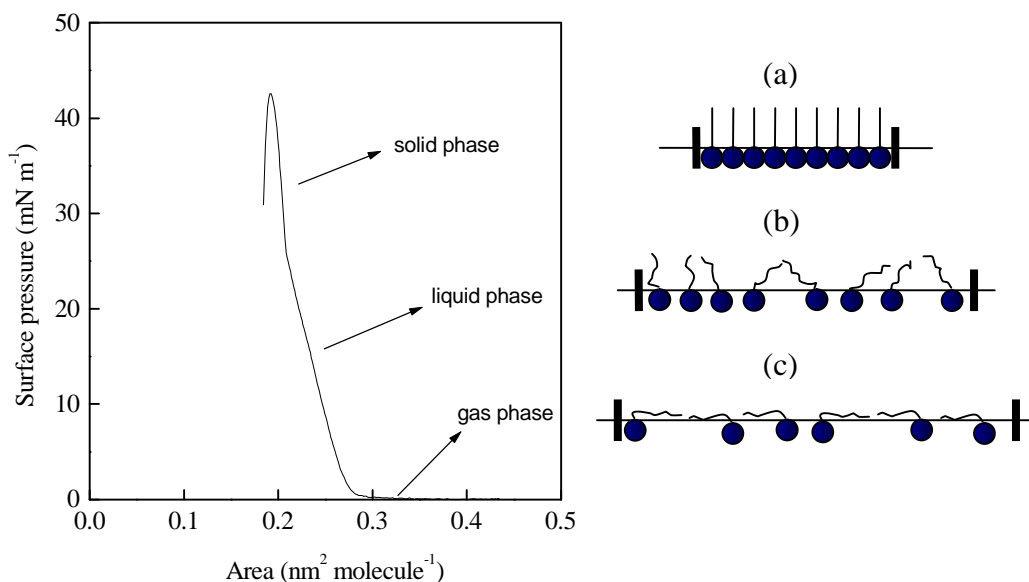 50
40
30
20
10
0
0.0 0.1 0.2 0.3 0.4 0.5
Surface pressure (mN m⁻¹)
Area (nm² molecule⁻¹)
solid phase
liquid phase
gas phase
(a)
(b)
(c)